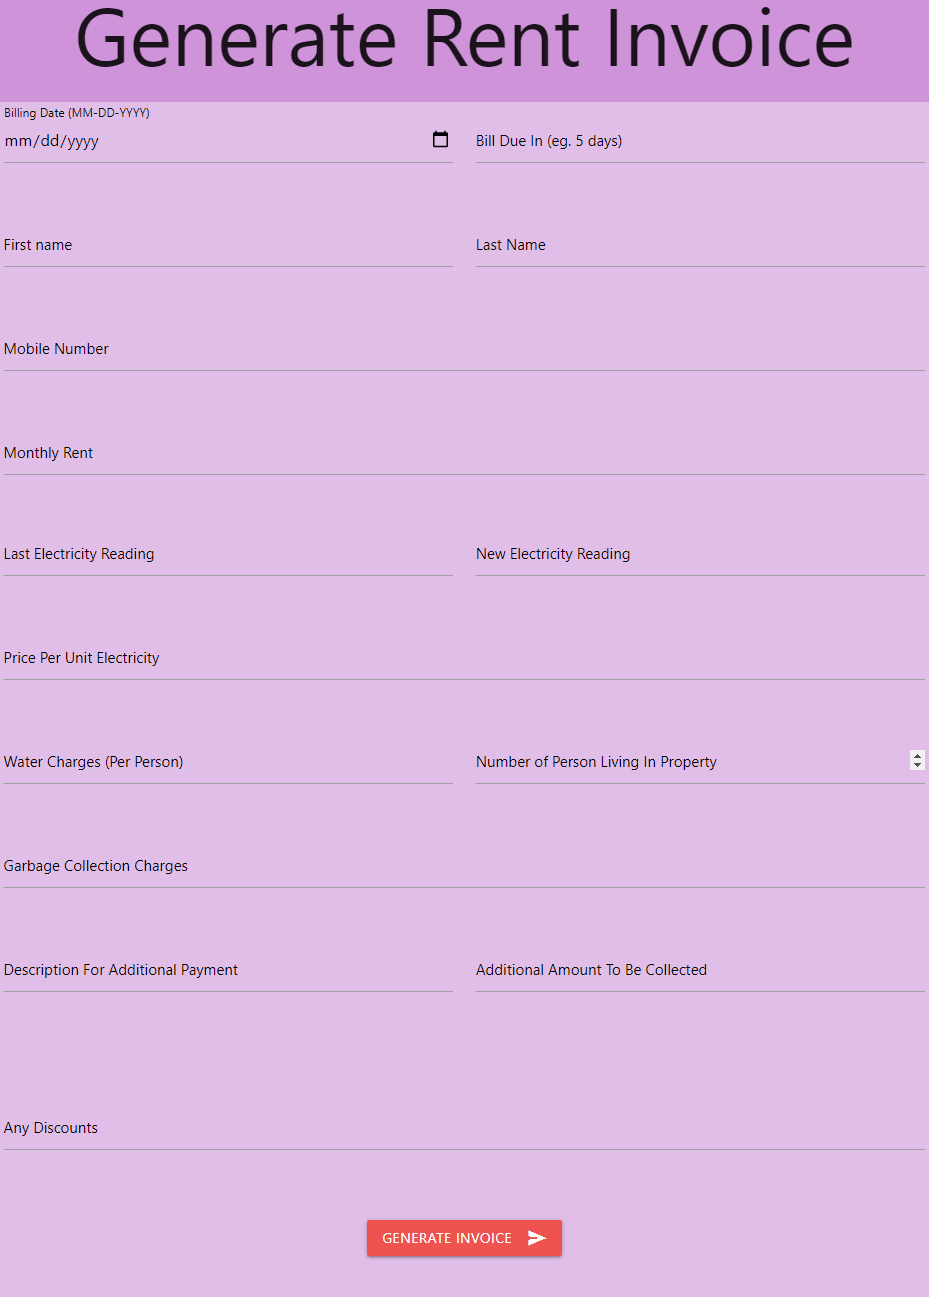 Generate Rent Invoice
Billing Date (MM-DD-YYYY)
mm/dd/yyyy
Bill Due In (eg. 5 days)
First name
Last Name
Mobile Number
Monthly Rent
Last Electricity Reading
New Electricity Reading
Price Per Unit Electricity
Water Charges (Per Person)
Number of Person Living In Property
Garbage Collection Charges
Description For Additional Payment
Additional Amount To Be Collected
Any Discounts
GENERATE INVOICE